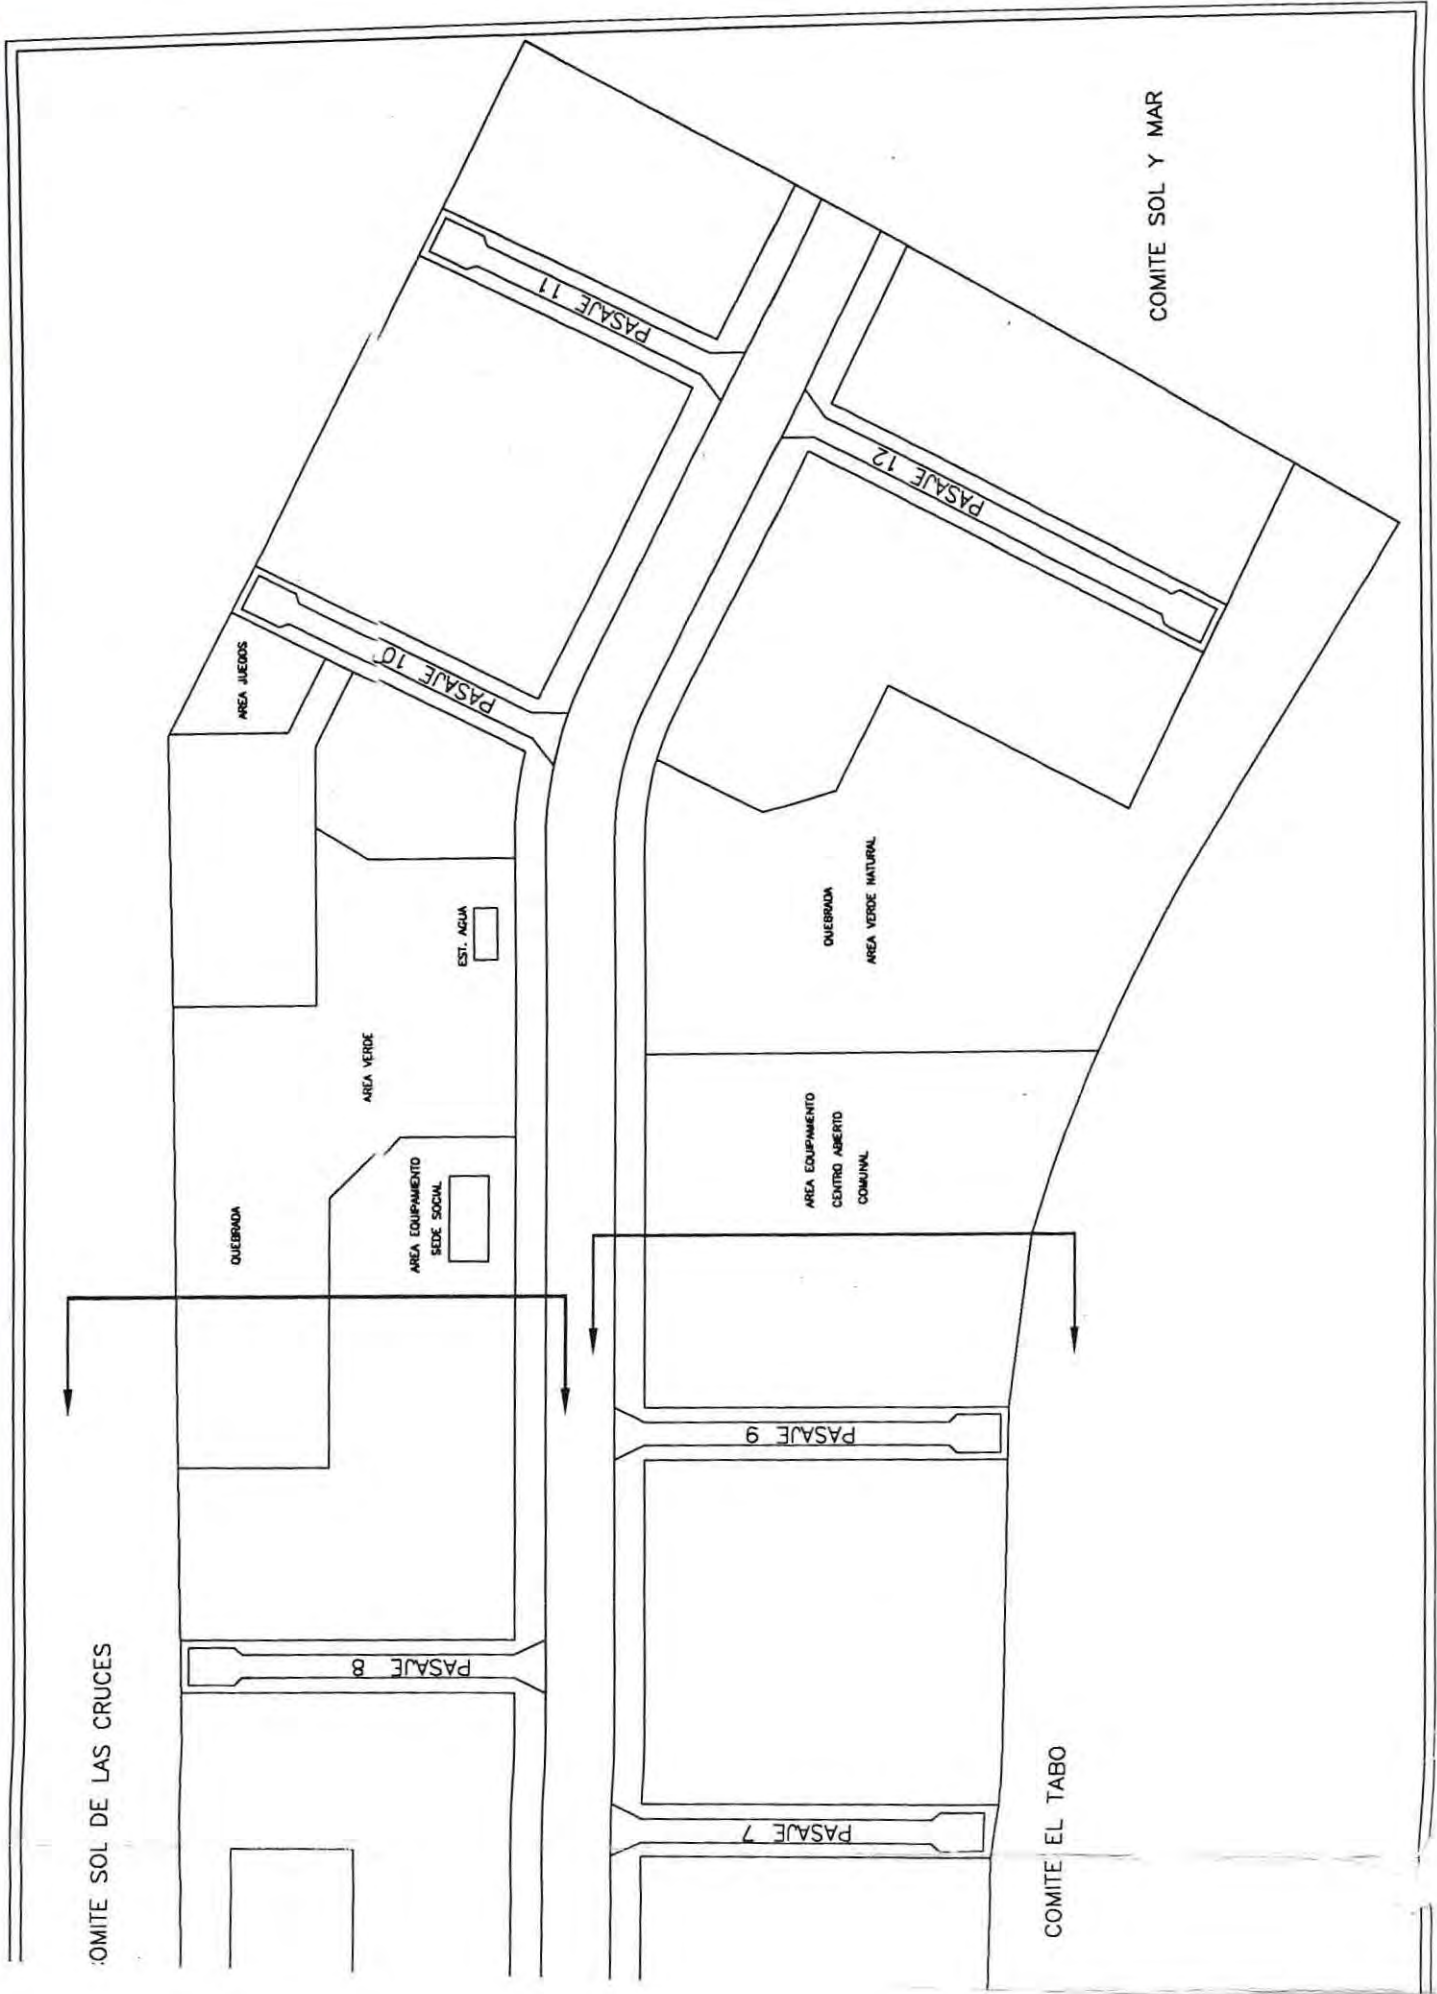 COMITE SOL Y MAR
PASAJE 11
PASAJE 12
PASAJE 10
AREA JUEGOS
EST. AGUA
QUEBRADA
AREA VERDE NATURAL
AREA VERDE
AREA EQUIPAMIENTO
CENTRO ABIERTO
COMUNAL
QUEBRADA
AREA EQUIPAMIENTO
SEDE SOCIAL
PASAJE 9
PASAJE 8
PASAJE 7
OMITE SOL DE LAS CRUCES
COMITE EL TABO